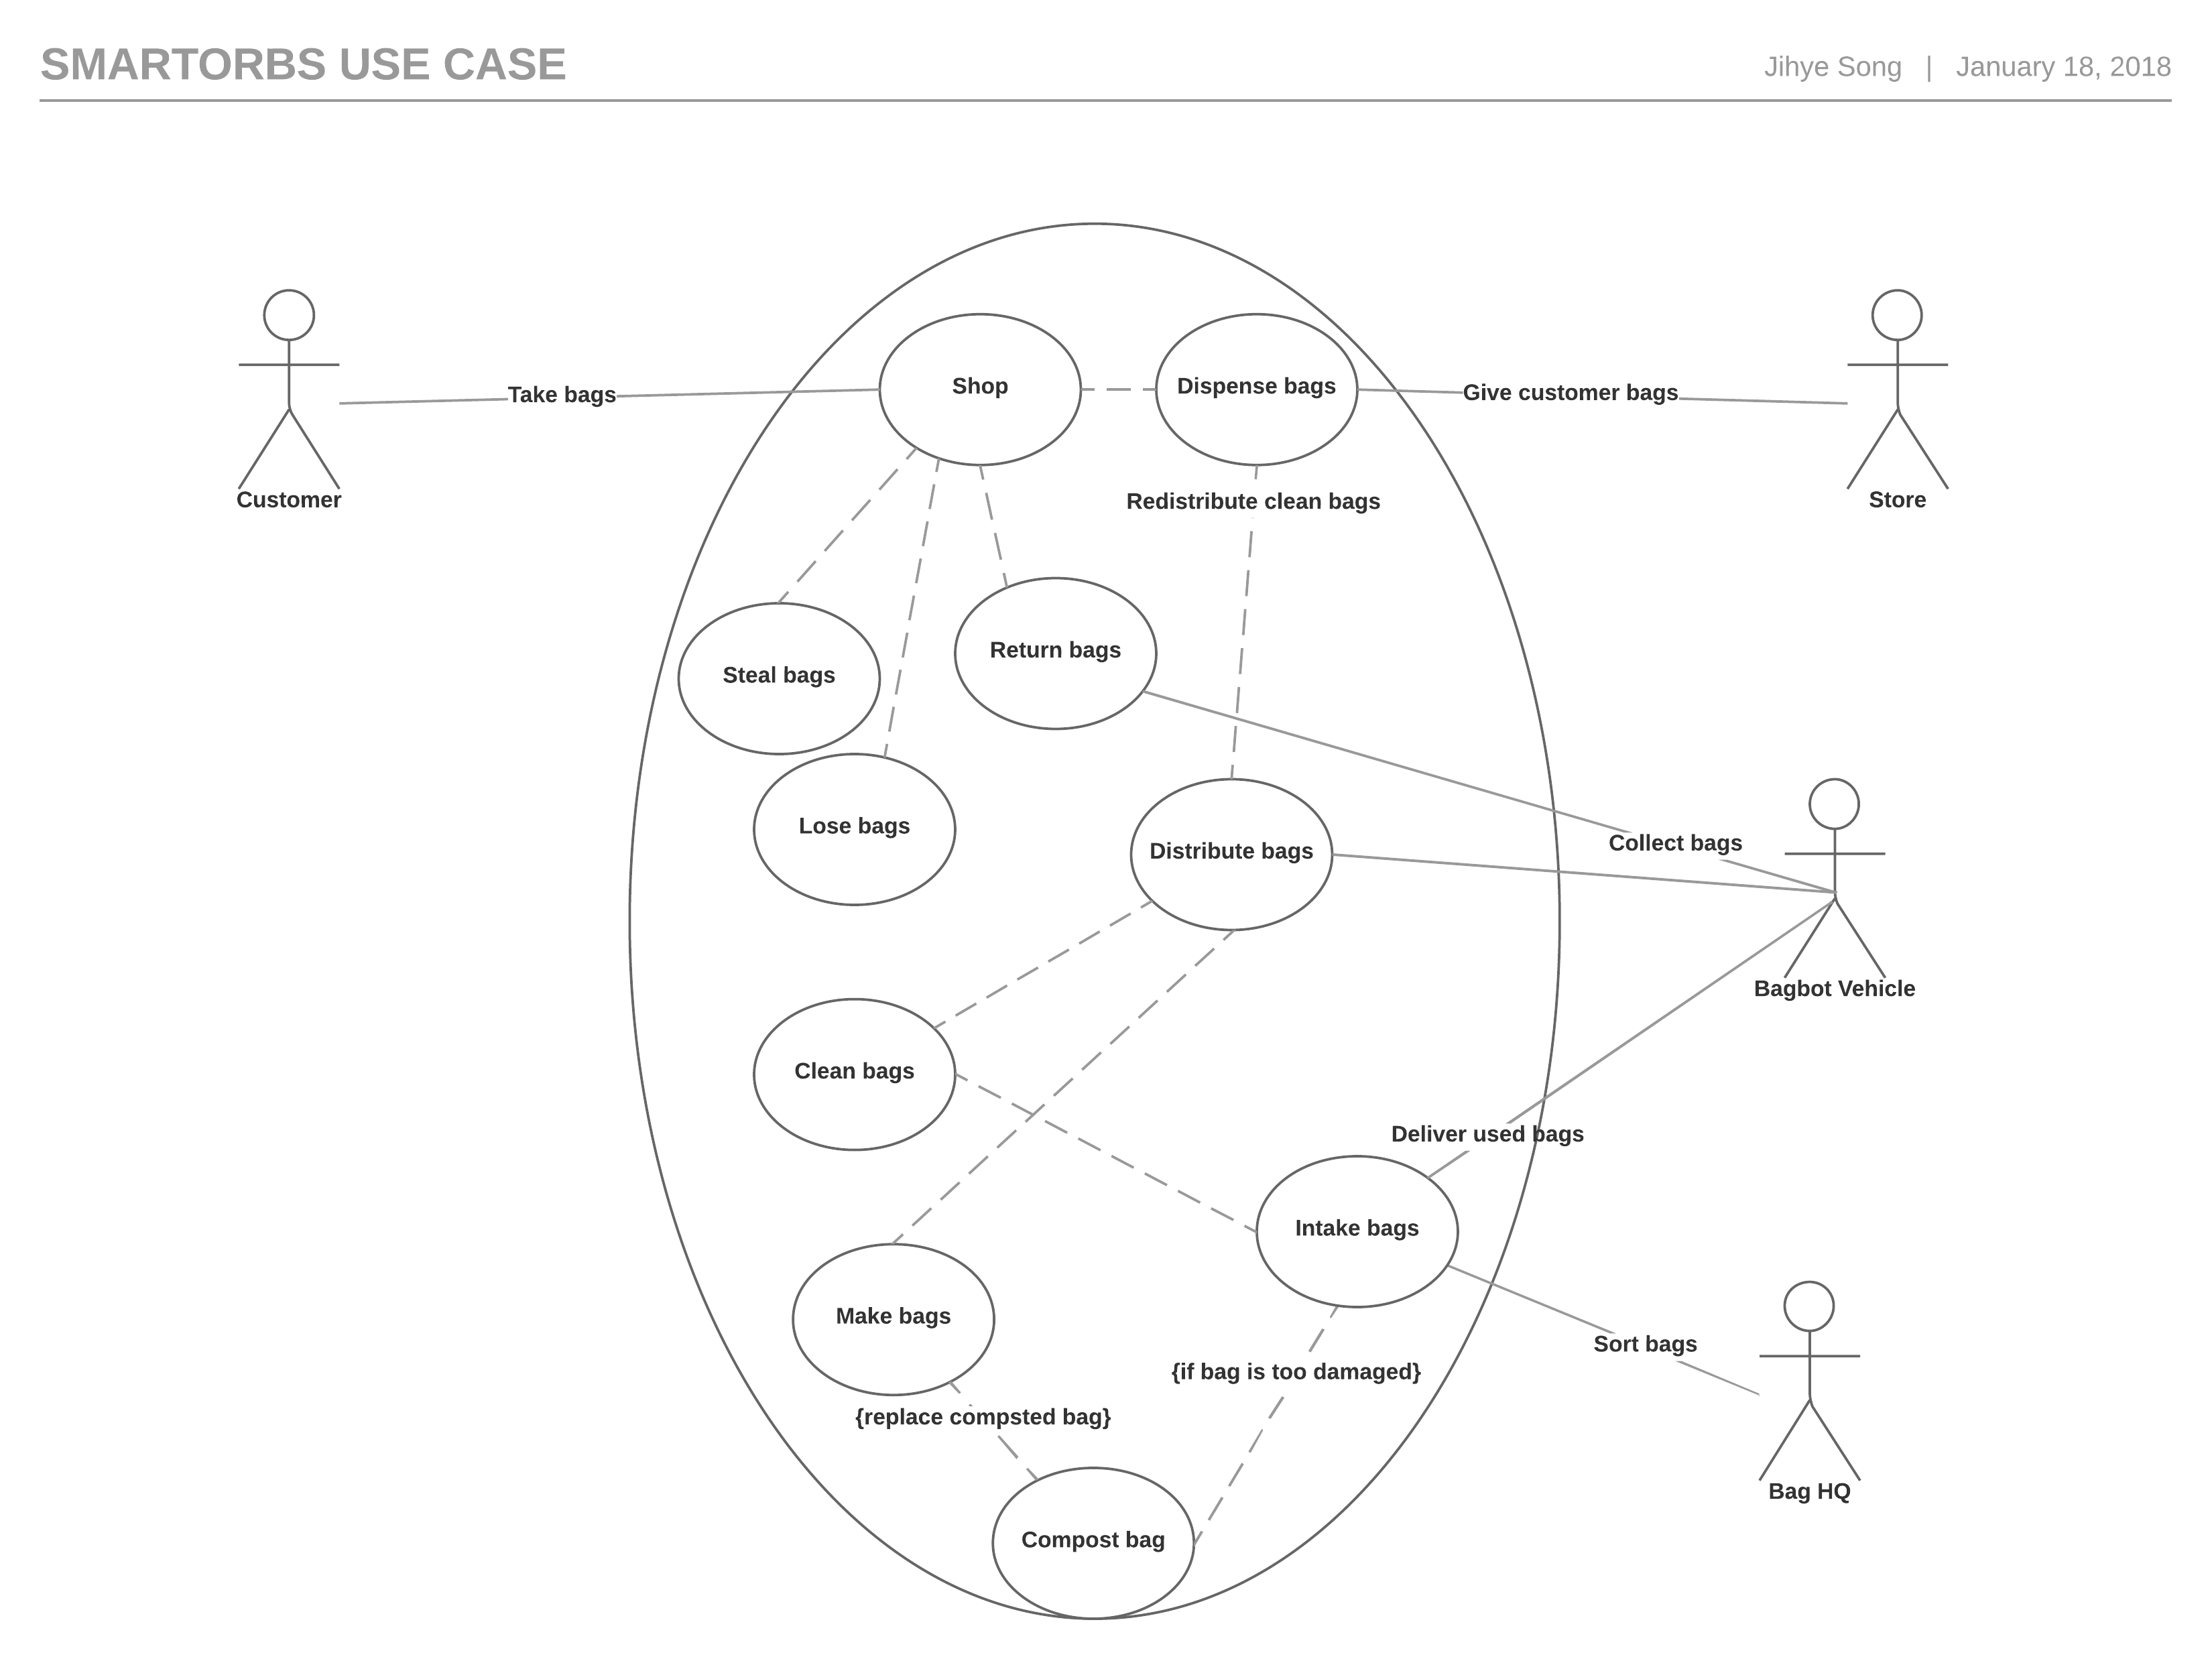 SMARTORBS USE CASE
Jihye Song | January 18, 2018
Shop
Dispense bags
Take bags
Give customer bags
Customer
Redistribute clean bags
Store
Return bags
Steal bags
Lose bags
Collect bags
Distribute bags
Bagbot Vehicle
Clean bags
Deliver used bags
Intake bags
Make bags
Sort bags
{if bag is too damaged}
{replace compsted bag}
Bag HQ
Compost bag